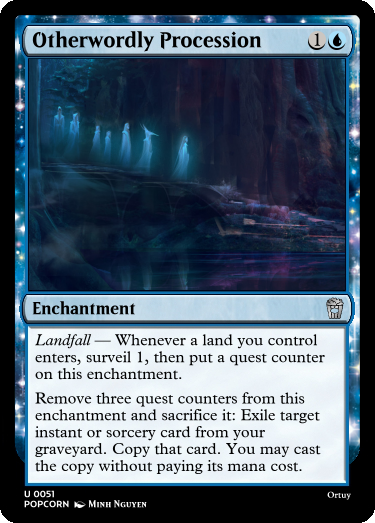 Otherwordly Procession 1
Enchantment
Landfall — Whenever a land you control
enters, surveil 1, then put a quest counter
on this enchantment.
Remove three quest counters from this
enchantment and sacrifice it: Exile target
instant or sorcery card from your
graveyard. Copy that card. You may cast
the copy without paying its mana cost.
U 0051
POPCORN Minh Nguyen
Ortuy